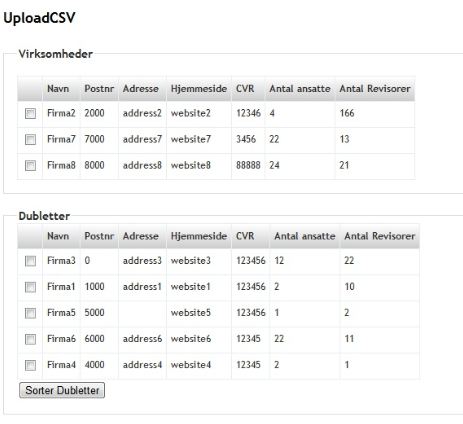 UploadCSV
Virksomheder
Navn Postnr Adresse Hjemmeside CVR Antal ansatte Antal Revisorer
Firma2 2000 address2 website2 12346 4 166
Firma7 7000 address7 website7 3456 22 13
Firma8 8000 address8 website8 88888 24 21
Dubletter
Navn Postnr Adresse Hjemmeside CVR Antal ansatte Antal Revisorer
Firma3 0 address3 website3 123456 12 22
Firma1 1000 address1 website1 123456 2 10
Firma5 5000 website5 123456 1 2
Firma6 6000 address6 website6 12345 22 11
Firma4 4000 address4 website4 12345 2 1
Sorter Dubletter